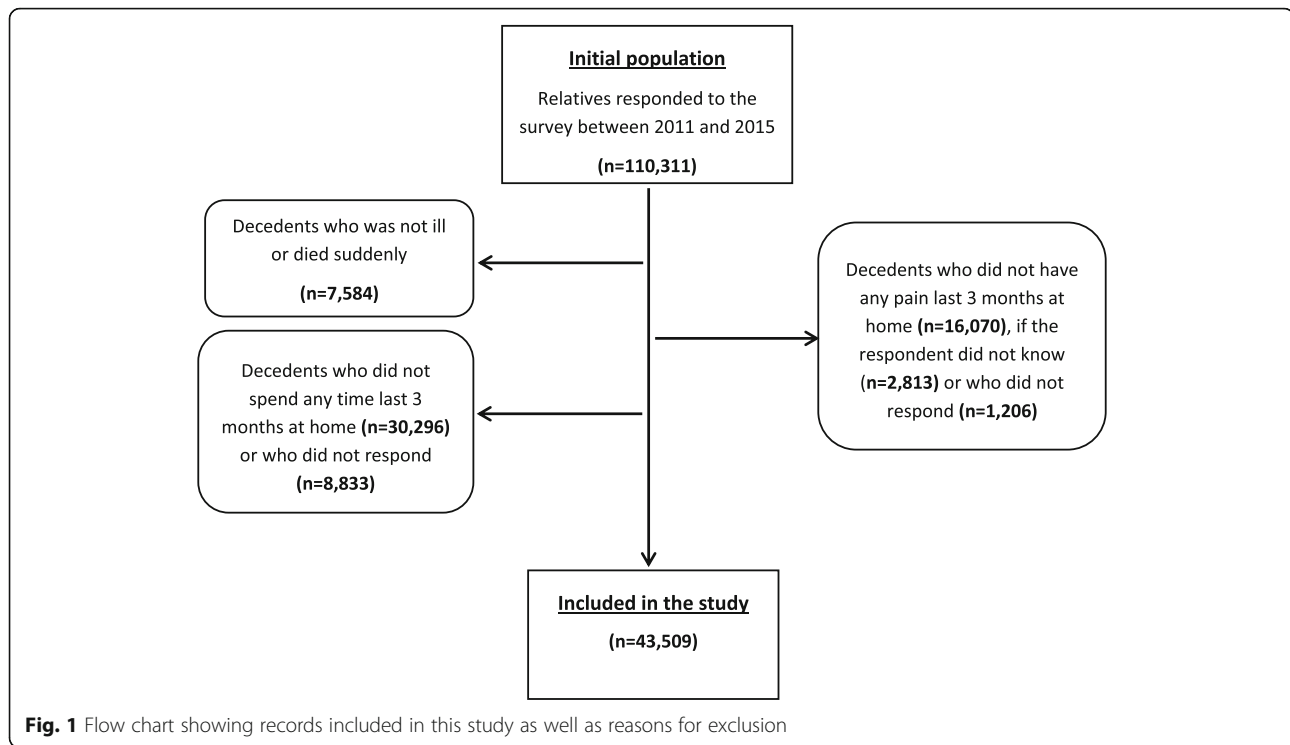 Initial population
Relatives responded to the
survey between 2011 and 2015
(n=110,311)
Decedents who was not ill
or died suddenly
(n=7,584)
Decedents who did not have
any pain last 3 months at
home (n=16,070), if the
respondent did not know
(n=2,813) or who did not
respond (n=1,206)
Decedents who did not
spend any time last 3
months at home (n=30,296)
or who did not respond
(n=8,833)
Included in the study
(n=43,509)
Fig. 1 Flow chart showing records included in this study as well as reasons for exclusion